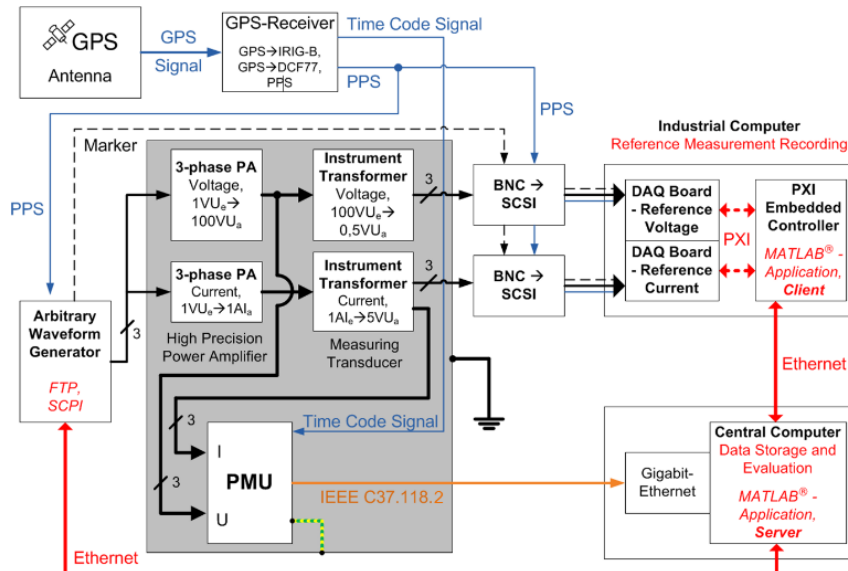 GPS
Antenna
GPS
Signal
GPS-Receiver
GPS→IRIG-B,
GPS→DCF77,
PPS
Time Code Signal
PPS
PPS
PPS
Marker
3-phase PA
Voltage,
1VUe→
100VUa
Instrument
Transformer
Voltage,
100VUe→
0,5VUa
3
BNC →
SCSI
Industrial Computer
Reference Measurement Recording
DAQ Board
- Reference
Voltage
DAQ Board
- Reference
Current
PXI
PXI
Embedded
Controller
MATLAB® -
Application,
Client
3-phase PA
Current,
1VUe→1AIa
Instrument
Transformer
Current,
1AIe→5VUa
3
BNC →
SCSI
High Precision
Power Amplifier
Measuring
Transducer
Arbitrary
Waveform
Generator
FTP,
SCPI
3
Ethernet
Ethernet
3
3
Time Code Signal
I
PMU
U
IEEE C37.118.2
Gigabit-
Ethernet
Central Computer
Data Storage and
Evaluation
MATLAB® -
Application,
Server